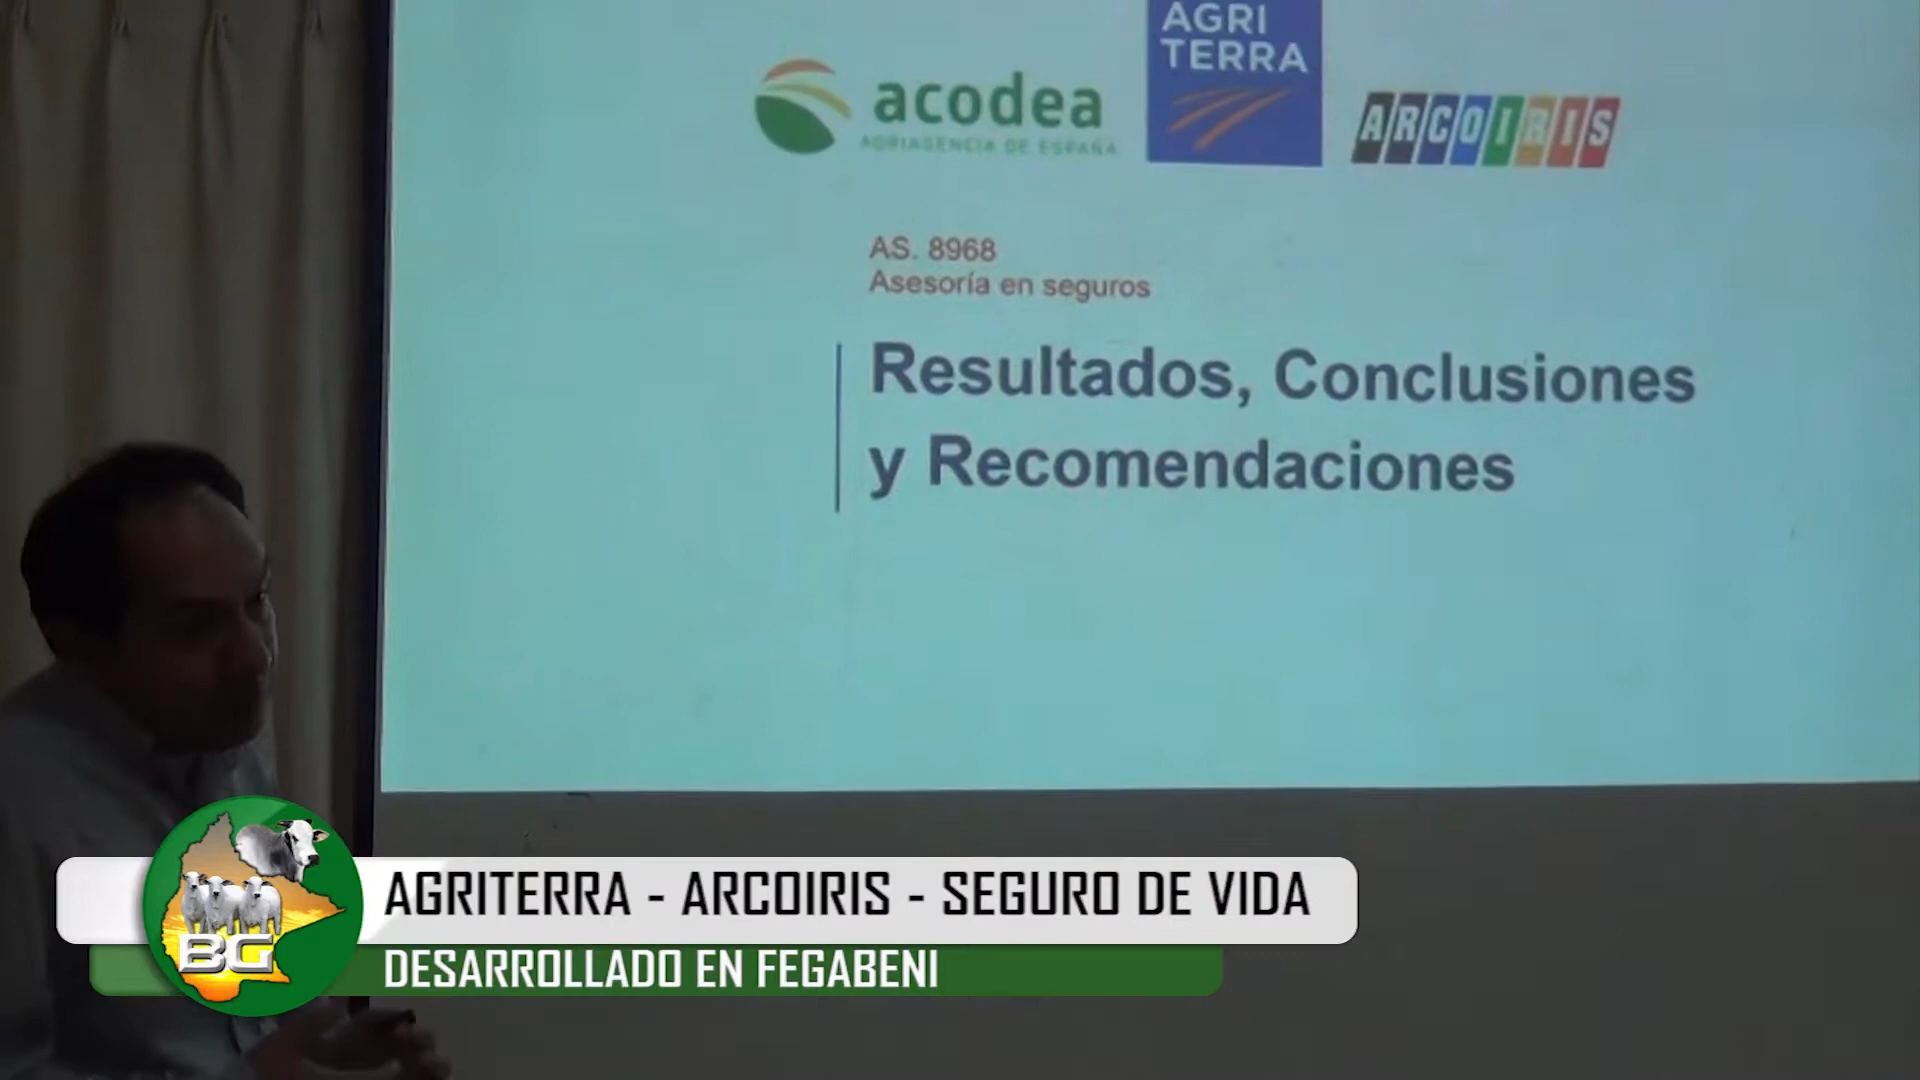 AGRI
TERRA
acodea
AGRIAGENCIA DE ESPAÑA
ARCOIRIS
AS. 8968
Asesoría en seguros
Resultados, Conclusiones
y Recomendaciones
BG
AGRITERRA - ARCOIRIS - SEGURO DE VIDA
DESARROLLADO EN FEGABENI